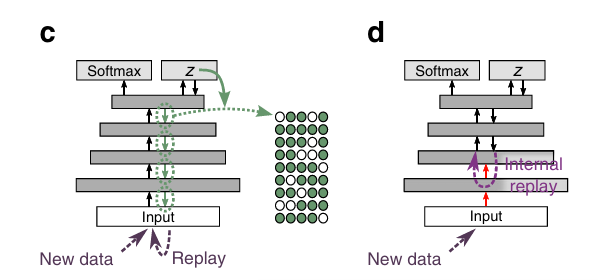 c
d
Softmax
z
Softmax
z
Internal
replay
Input
Input
New data
Replay
New data